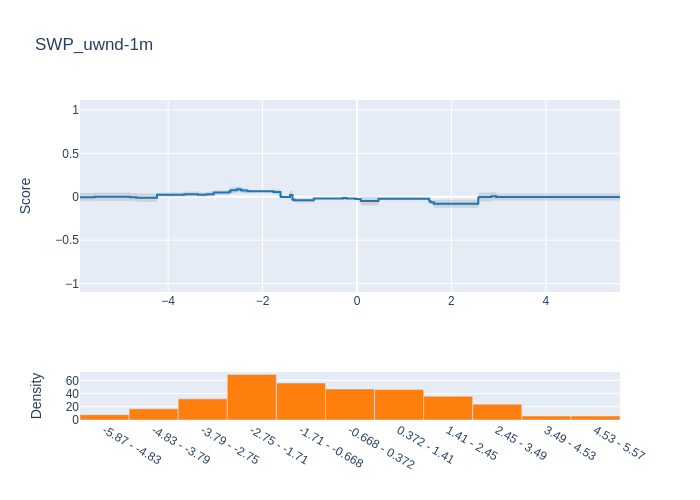 SWP_uwnd-1m
Score
1
0.5
0
−0.5
−1
−4
−2
0
2
4
Density
60
40
20
0
-5.87 - -4.83
-4.83 - -3.79
-3.79 - -2.75
-2.75 - -1.71
-1.71 - -0.668
-0.668 - 0.372
0.372 - 1.41
1.41 - 2.45
2.45 - 3.49
3.49 - 4.53
4.53 - 5.57